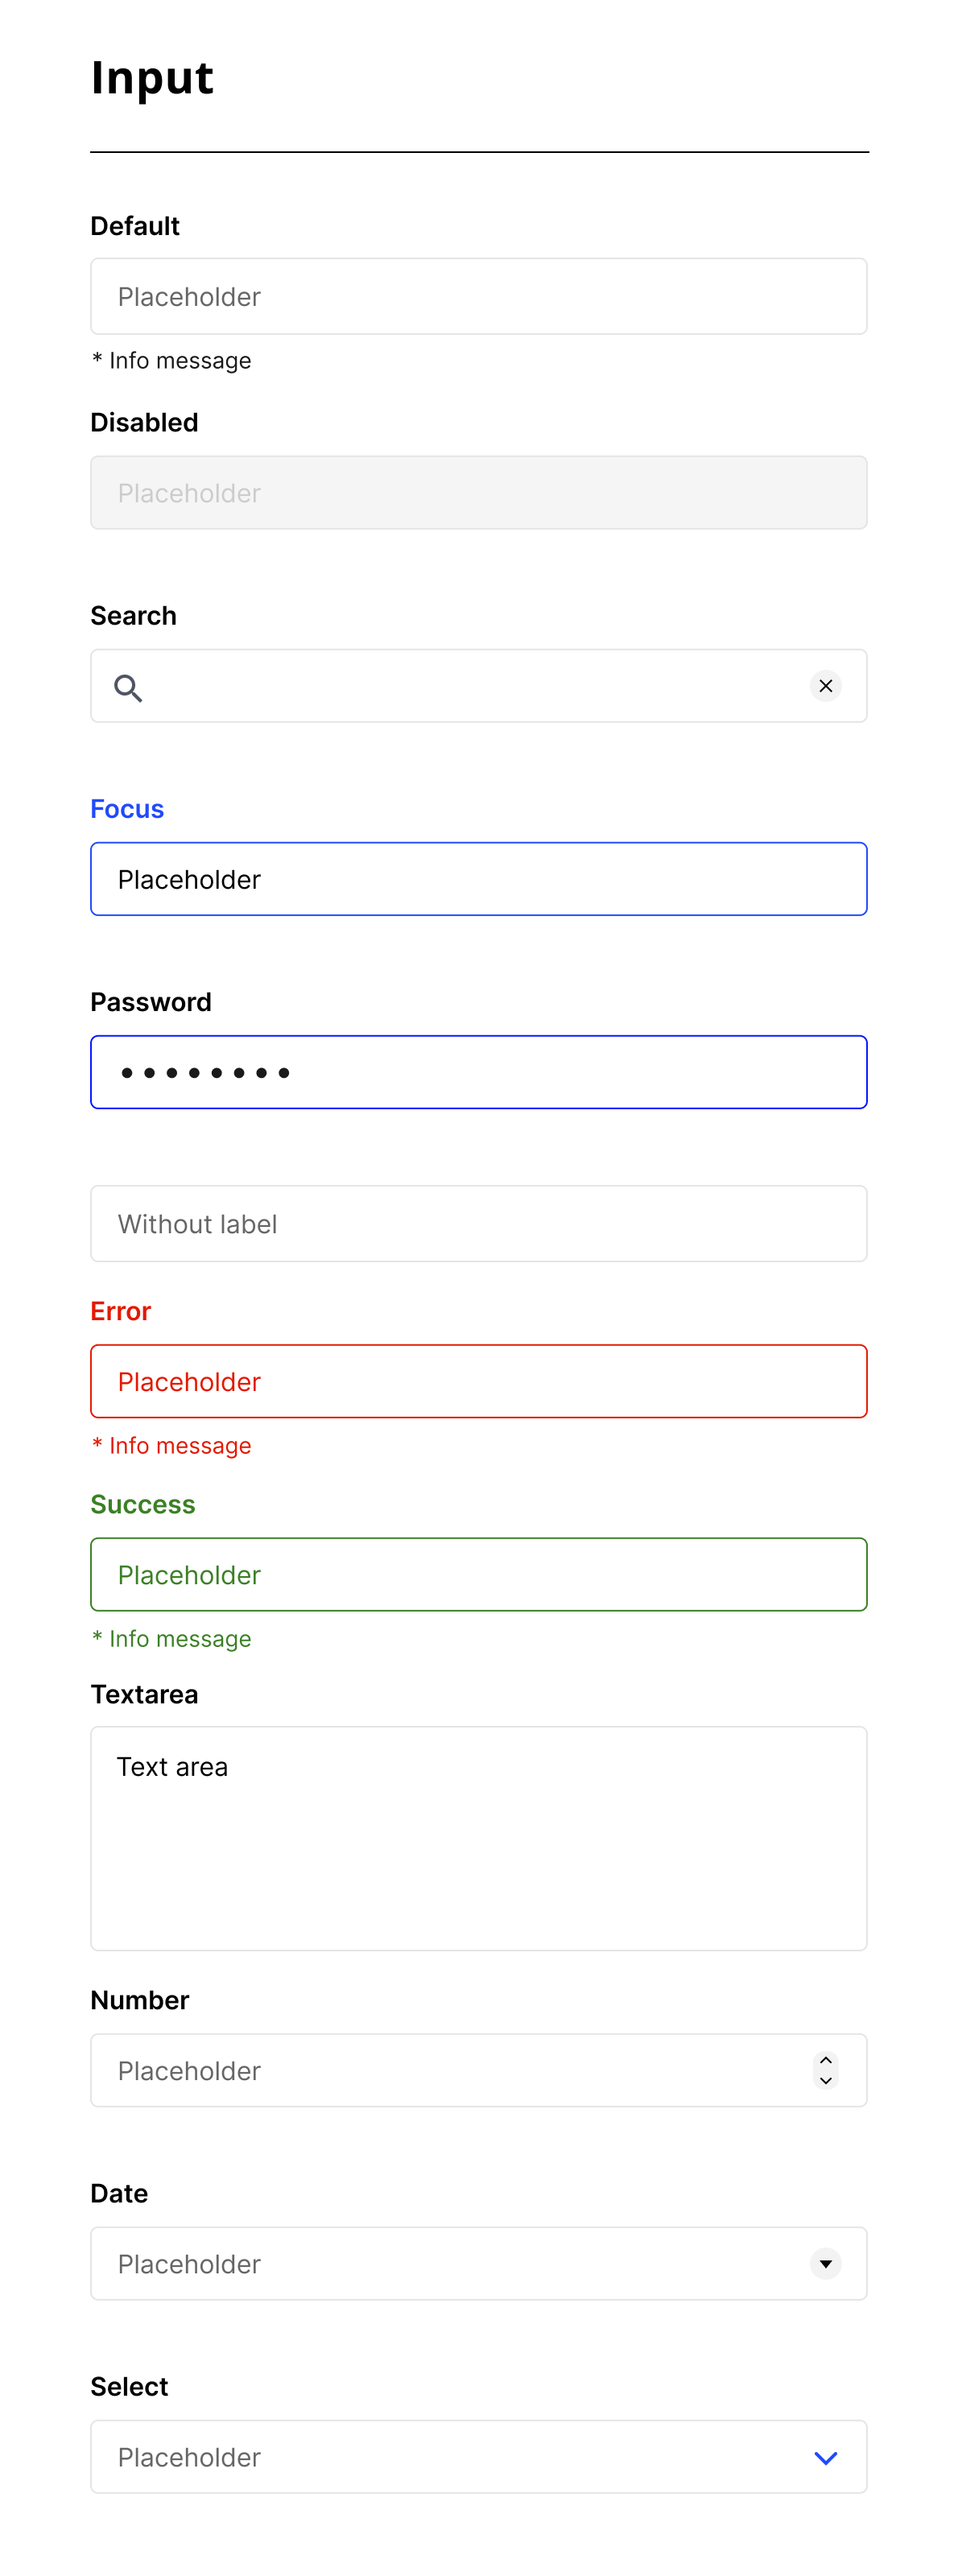 Input
Default
Placeholder
* Info message
Disabled
Placeholder
Search
Focus
Placeholder
Password
••••••••
Without label
Error
Placeholder
* Info message
Success
Placeholder
* Info message
Textarea
Text area
Number
Placeholder
Date
Placeholder
Select
Placeholder